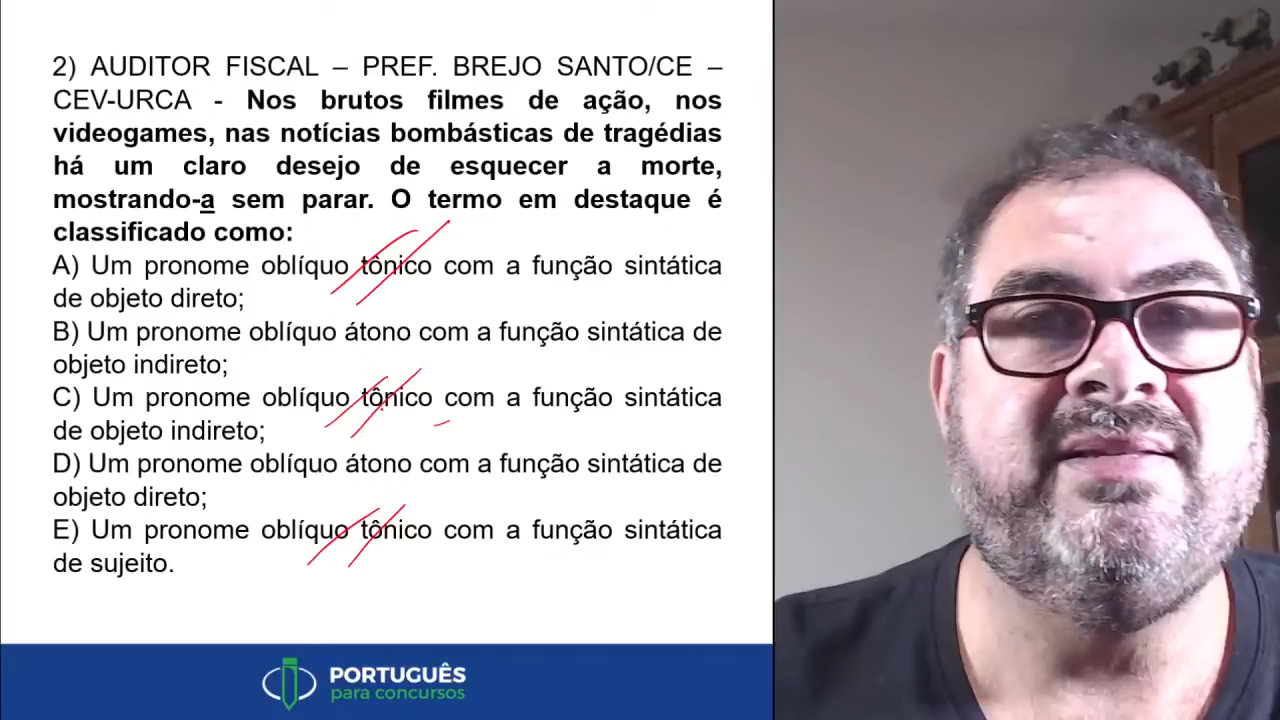 2) AUDITOR FISCAL – PREF. BREJO SANTO/CE –
CEV-URCA - Nos brutos filmes de ação, nos
videogames, nas notícias bombásticas de tragédias
há um claro desejo de esquecer a morte,
mostrando-a sem parar. O termo em destaque é
classificado como:
A) Um pronome oblíquo tônico com a função sintática
de objeto direto;
B) Um pronome oblíquo átono com a função sintática de
objeto indireto;
C) Um pronome oblíquo tônico com a função sintática
de objeto indireto;
D) Um pronome oblíquo átono com a função sintática de
objeto direto;
E) Um pronome oblíquo tônico com a função sintática
de sujeito.
PORTUGUÊS
para concursos